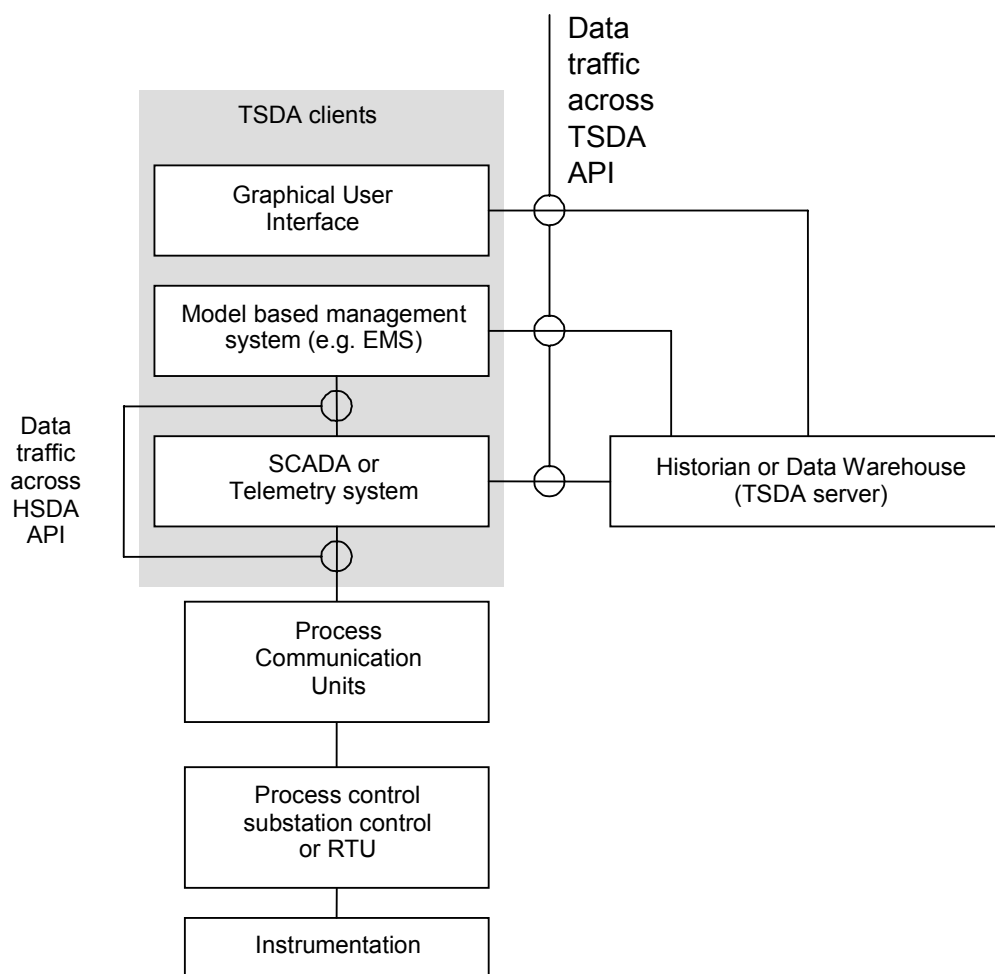 Data
traffic
across
TSDA
API
TSDA clients
Graphical User
Interface
Model based management
system (e.g. EMS)
Data
traffic
across
HSDA
API
SCADA or
Telemetry system
Historian or Data Warehouse
(TSDA server)
Process
Communication
Units
Process control
substation control
or RTU
Instrumentation